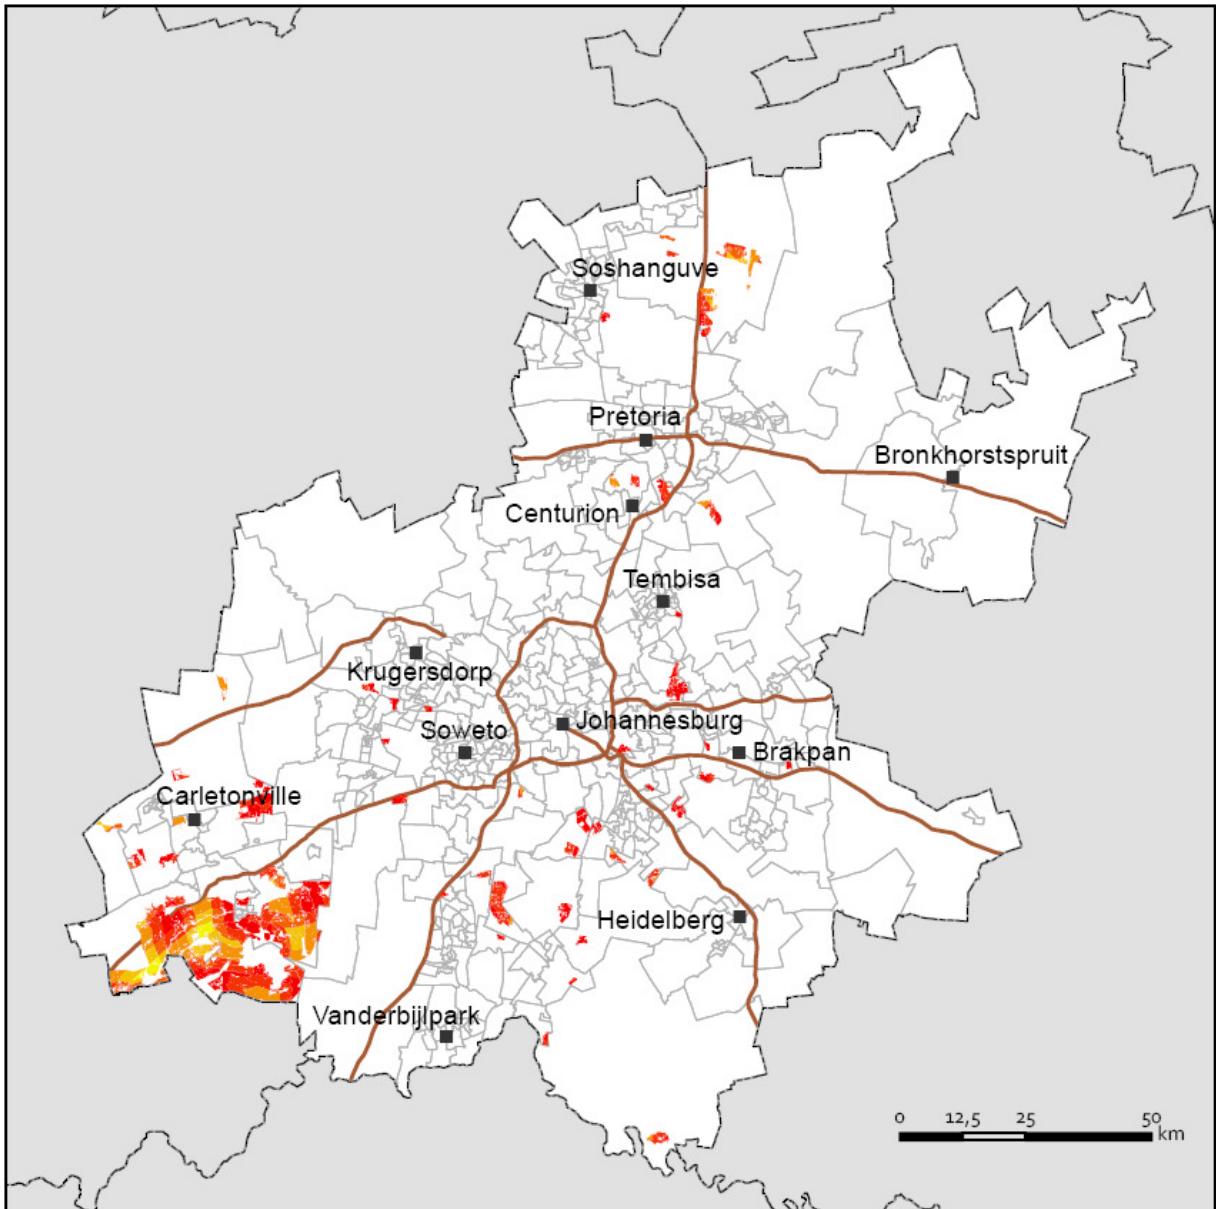 Soshanguve
Pretoria
Bronkhorstspruit
Centurion
Tembisa
Krugersdorp
Johannesburg
Soweto
Brakpan
Carletonville
Heidelberg
Vanderbijlpark
0 12,5 25 50
km